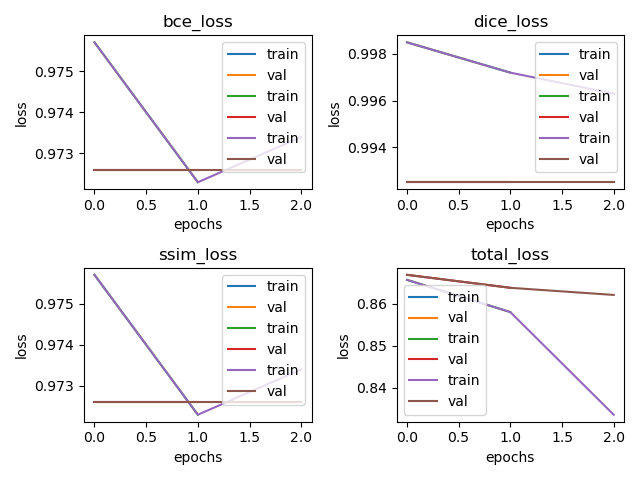 bce_loss
loss
0.975
0.974
0.973
train
val
train
val
train
val
0.0 0.5 1.0 1.5 2.0
epochs
dice_loss
loss
0.998
0.996
0.994
train
val
train
val
train
val
0.0 0.5 1.0 1.5 2.0
epochs
ssim_loss
loss
0.975
0.974
0.973
train
val
train
val
train
val
0.0 0.5 1.0 1.5 2.0
epochs
total_loss
loss
0.86
0.85
0.84
train
val
train
val
train
val
0.0 0.5 1.0 1.5 2.0
epochs